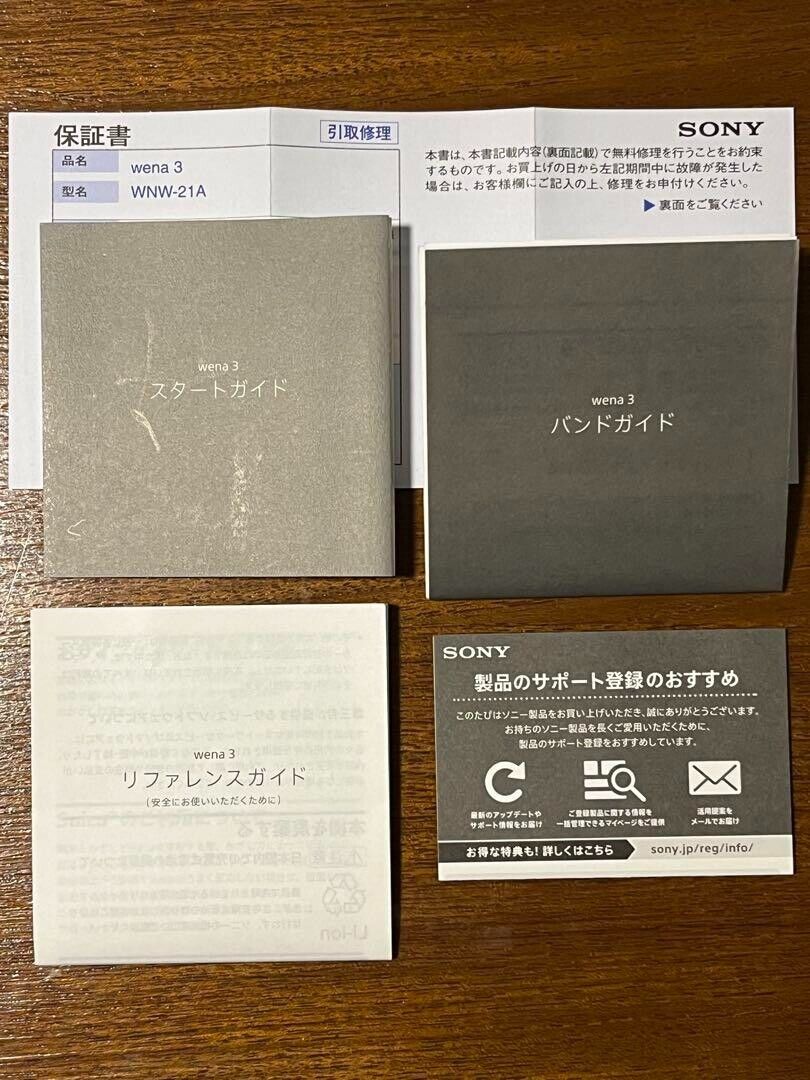 保証書
引取修理
SONY
品名 wena 3
型名 WNW-21A
本書は、本書記載内容(裏面記載)で無料修理を行うことをお約束
するものです。お買上げの日から左記期間中に故障が発生した
場合は、お客様欄にご記入の上、修理をお申付けください。
▶ 裏面をご覧ください
wena 3
スタートガイド
wena 3
バンドガイド
wena 3
リファレンスガイド
(安全にお使いいただくために)
Li-ion
SONY
製品のサポート登録のおすすめ
このたびはソニー製品をお買い上げいただき、誠にありがとうございます。
お持ちのソニー製品を長くご愛用いただくために、
製品のサポート登録をおすすめしています。
最新のアップデートや
サポート情報をお届け
ご登録製品に関する情報を
一括管理できるマイページをご提供
活用提案を
メールでお届け
お得な特典も! 詳しくはこちら
sony.jp/reg/info/